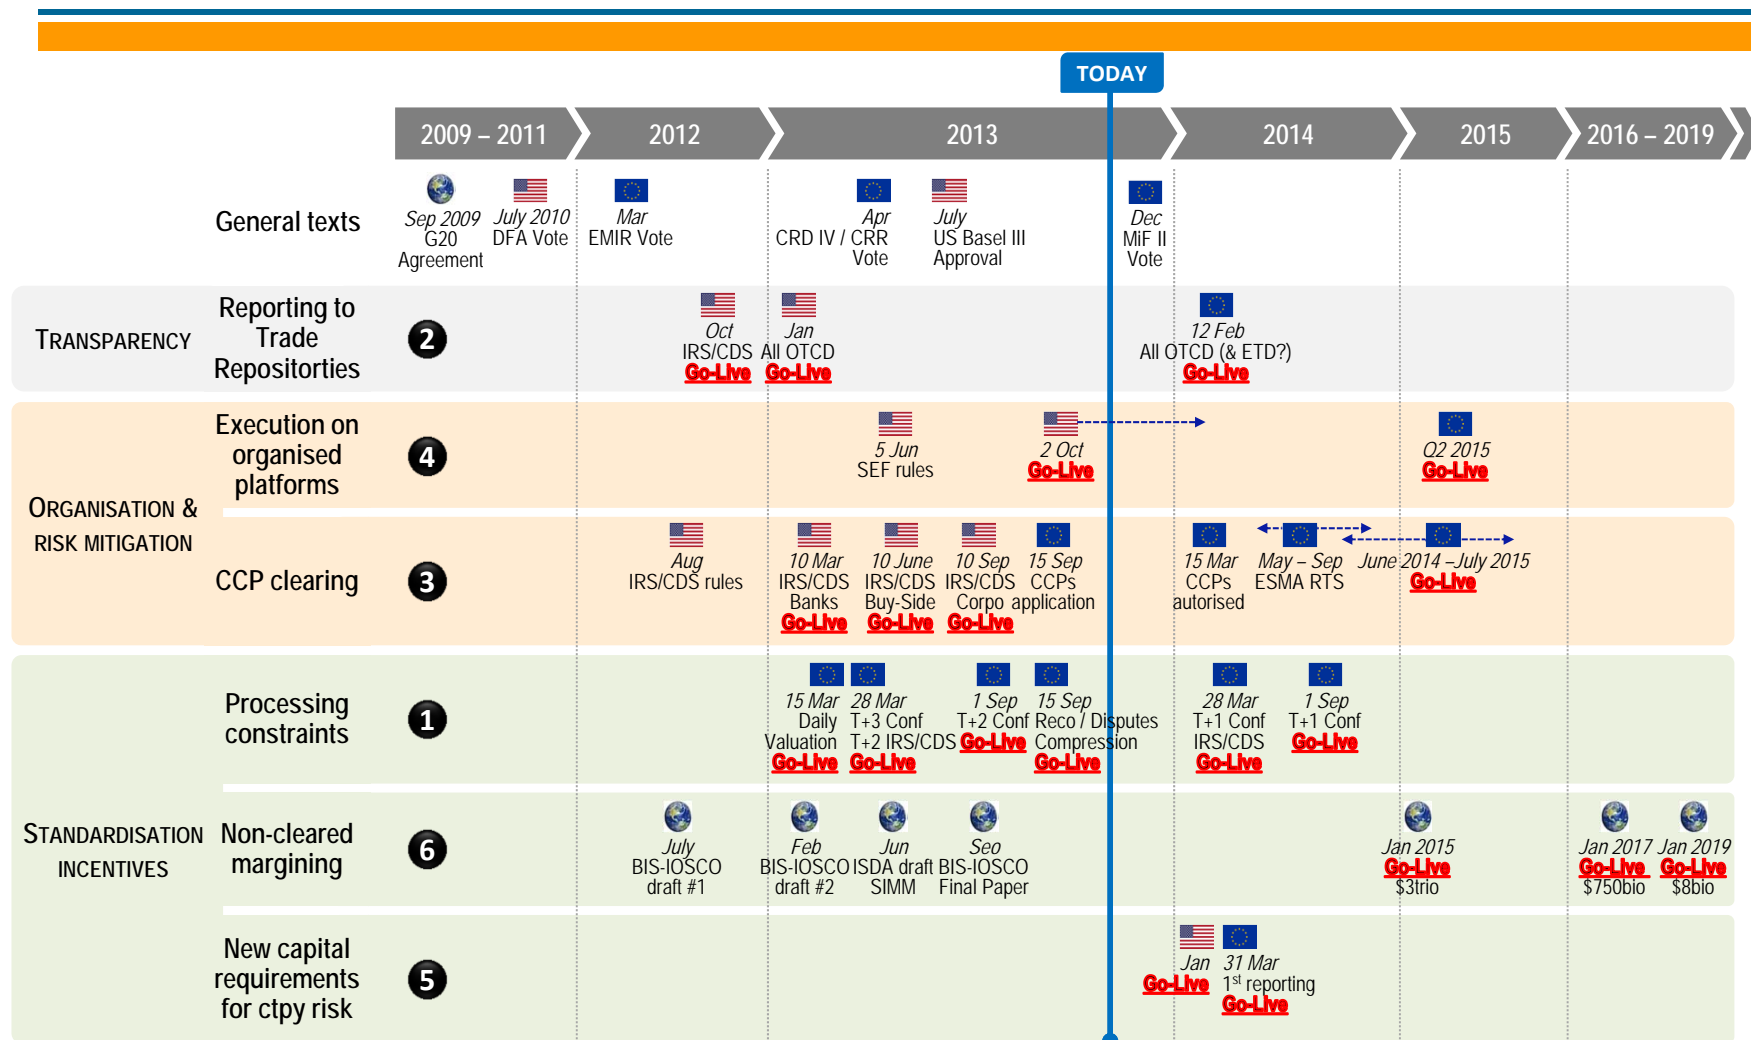 TODAY
2009 – 2011
2012
2013
2014
2015
2016 – 2019
General texts
Sep 2009
G20
Agreement
July 2010
DFA Vote
Mar
EMIR Vote
Apr
CRD IV / CRR
Vote
July
US Basel III
Approval
Dec
MiF II
Vote
TRANSPARENCY
Reporting to
Trade
Repositorties
2
Oct
IRS/CDS
Go-Live
Jan
All OTCD
Go-Live
12 Feb
All OTCD (& ETD?)
Go-Live
ORGANISATION &
RISK MITIGATION
Execution on
organised
platforms
4
5 Jun
SEF rules
2 Oct
Go-Live
Q2 2015
Go-Live
CCP clearing
3
Aug
IRS/CDS rules
10 Mar
IRS/CDS
Banks
Go-Live
10 June
IRS/CDS
Buy-Side
Go-Live
10 Sep
IRS/CDS
Corpo
Go-Live
15 Sep
CCPs
application
15 Mar
CCPs
autorised
May – Sep
ESMA RTS
June 2014 –July 2015
Go-Live
STANDARDISATION
INCENTIVES
Processing
constraints
1
15 Mar
Daily
Valuation
Go-Live
28 Mar
T+3 Conf
T+2 IRS/CDS
Go-Live
1 Sep
T+2 Conf
Go-Live
15 Sep
Reco / Disputes
Compression
Go-Live
28 Mar
T+1 Conf
IRS/CDS
Go-Live
1 Sep
T+1 Conf
Go-Live
Non-cleared
margining
6
July
BIS-IOSCO
draft #1
Feb
BIS-IOSCO
draft #2
Jun
ISDA draft
SIMM
Seo
BIS-IOSCO
Final Paper
Jan 2015
Go-Live
$3trio
Jan 2017
Go-Live
$750bio
Jan 2019
Go-Live
$8bio
New capital
requirements
for ctpy risk
5
Jan
Go-Live
31 Mar
1st reporting
Go-Live